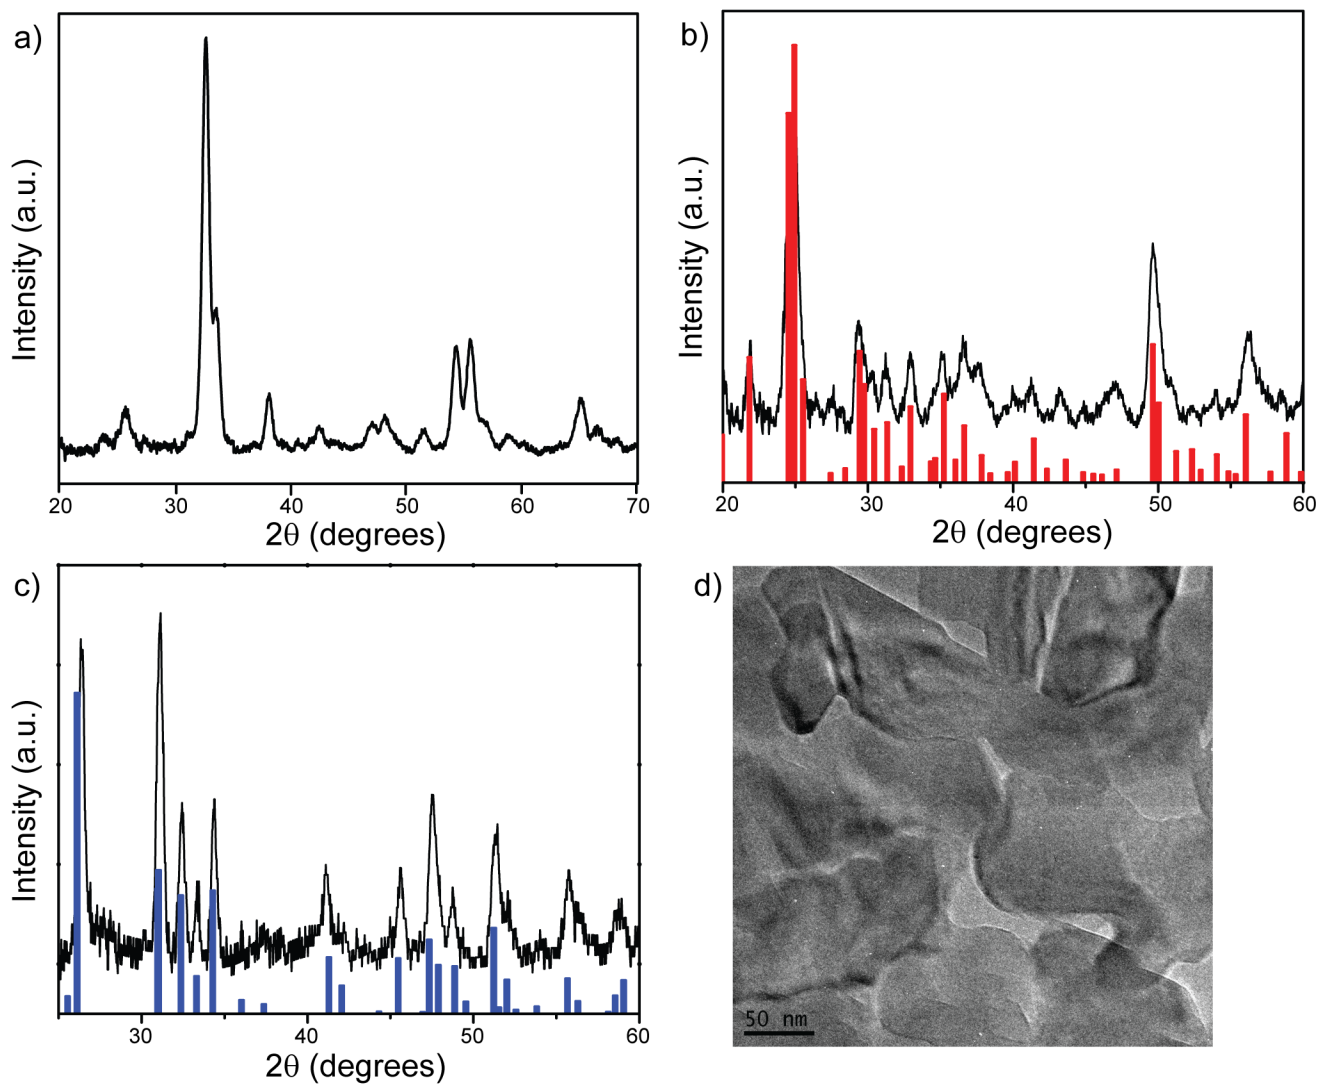 a)
Intensity (a.u.)
20 30 40 50 60 70
2θ (degrees)
b)
Intensity (a.u.)
20 30 40 50 60
2θ (degrees)
c)
Intensity (a.u.)
30 40 50 60
2θ (degrees)
d)
50 nm